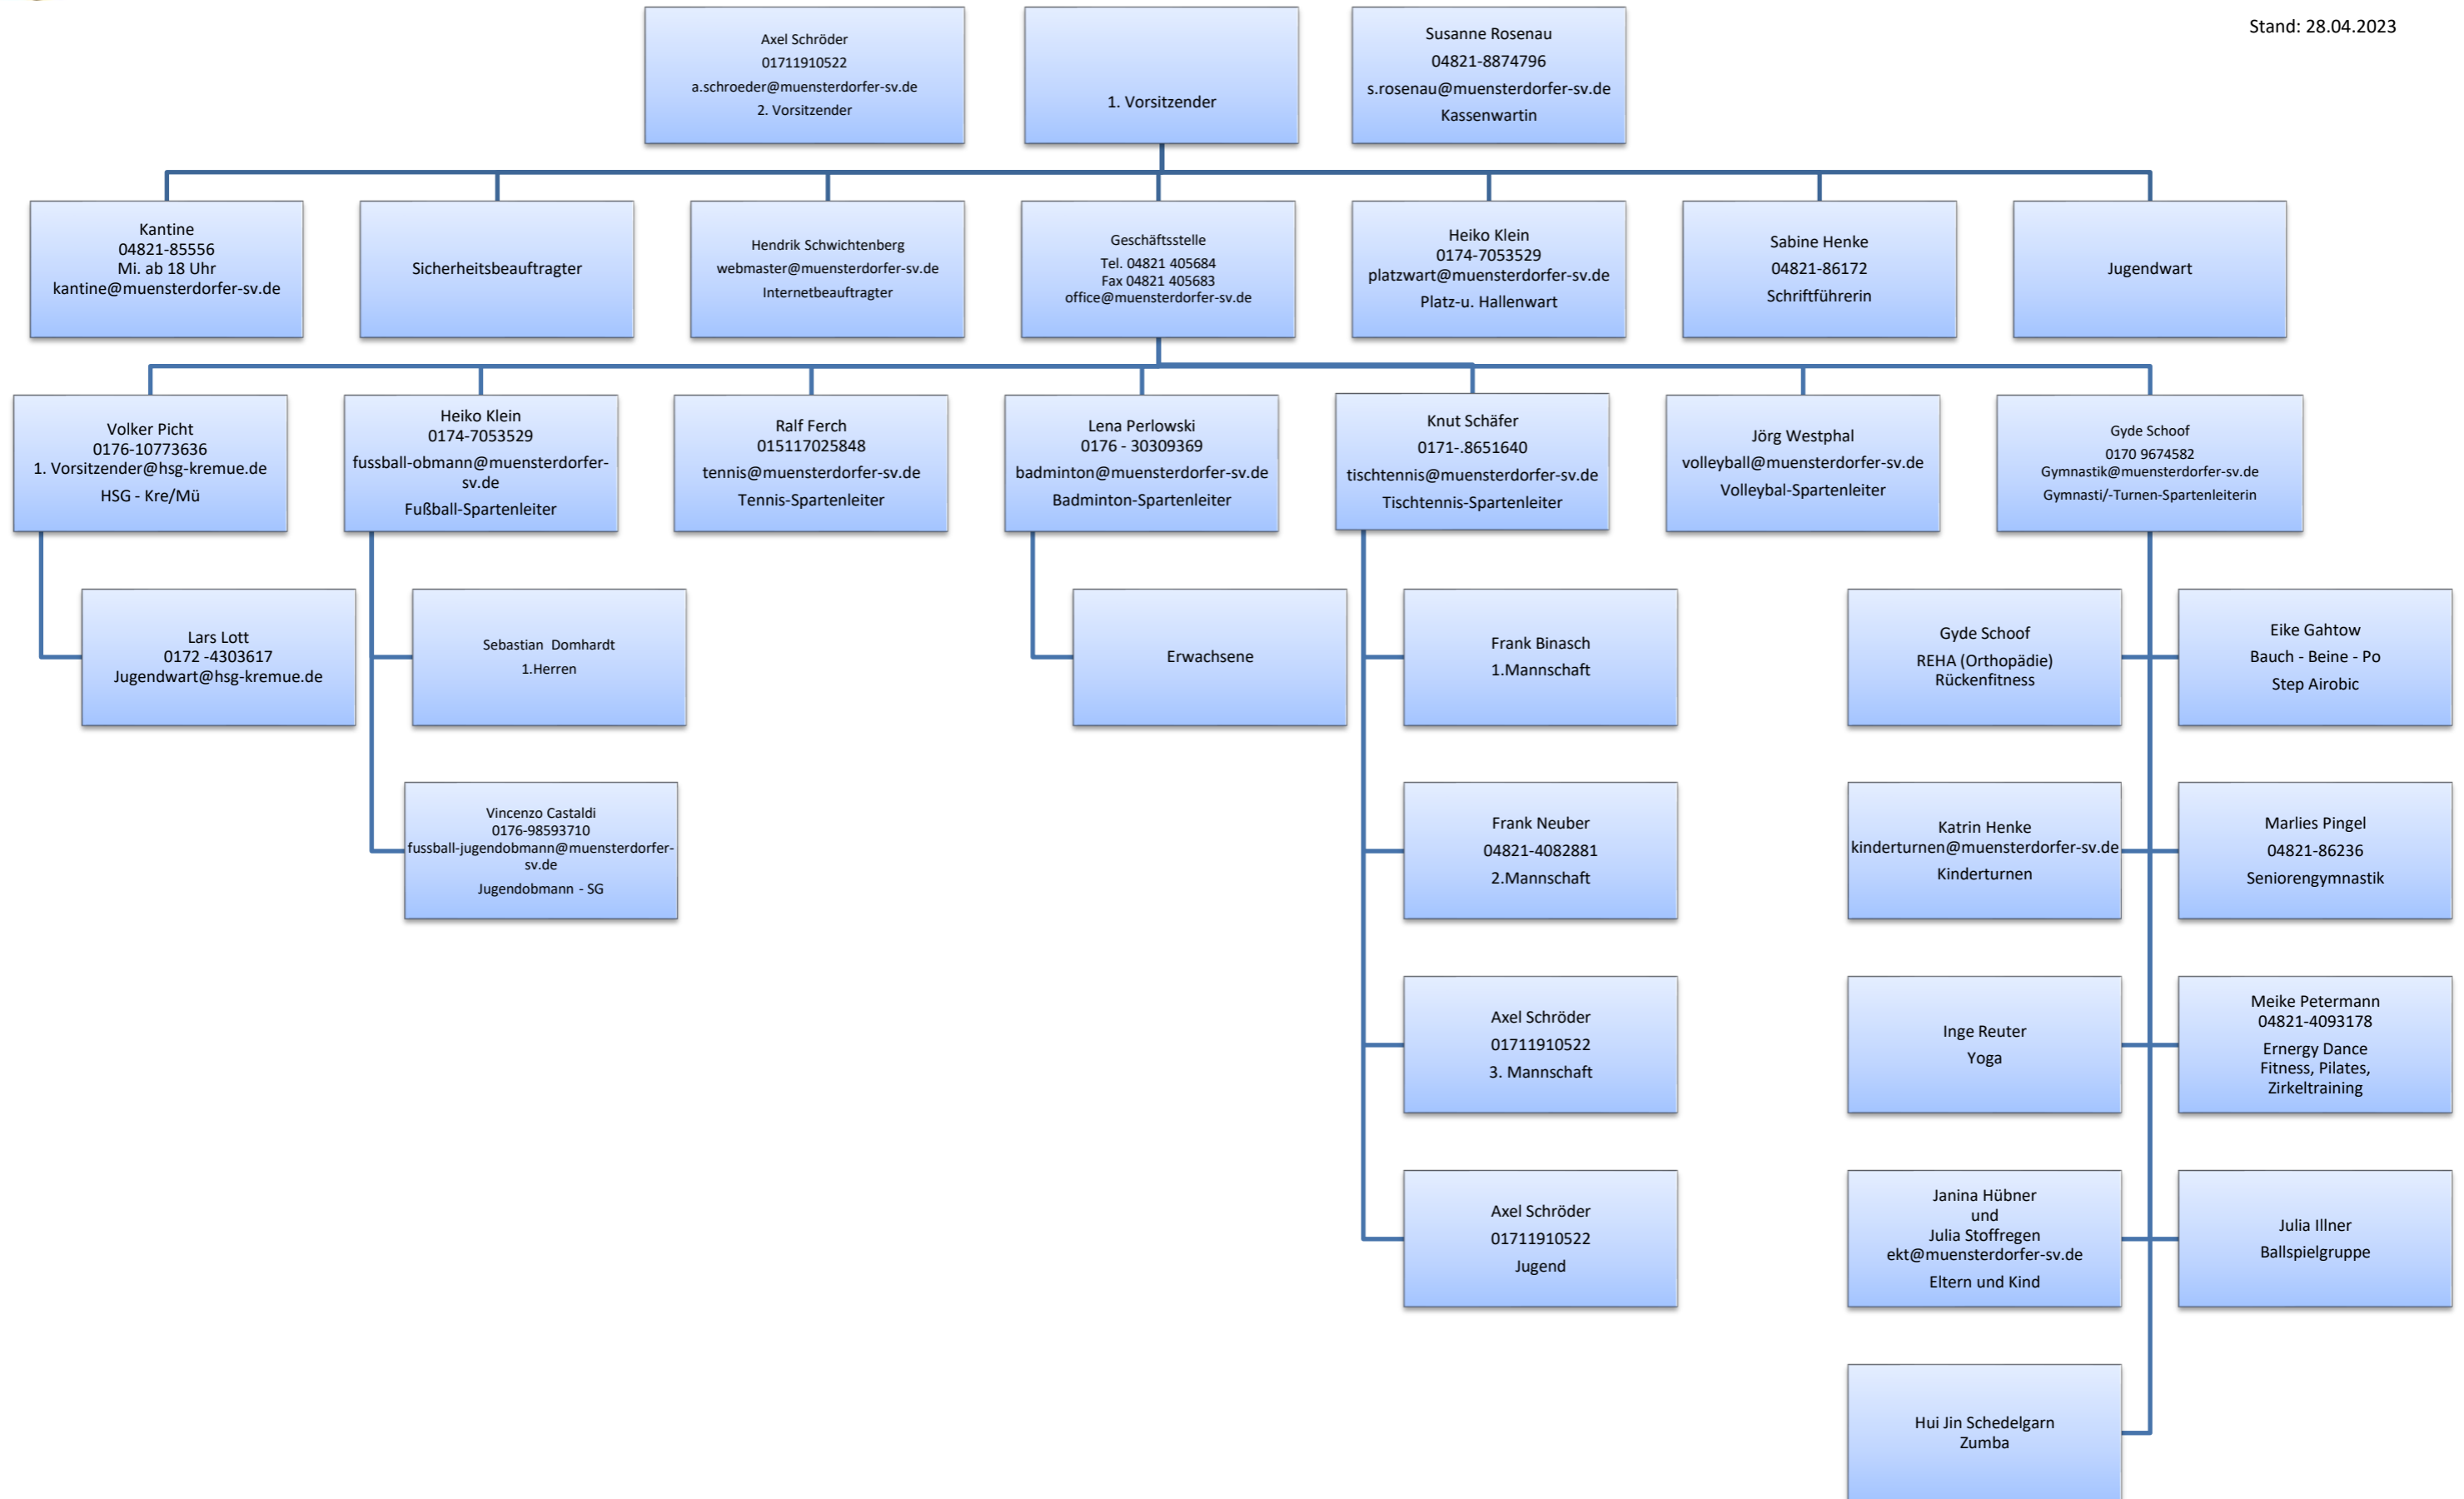 Stand: 28.04.2023
Axel Schröder
01711910522
a.schroeder@muensterdorfer-sv.de
2. Vorsitzender
1. Vorsitzender
Susanne Rosenau
04821-8874796
s.rosenau@muensterdorfer-sv.de
Kassenwartin
Kantine
04821-85556
Mi. ab 18 Uhr
kantine@muensterdorfer-sv.de
Sicherheitsbeauftragter
Hendrik Schwichtenberg
webmaster@muensterdorfer-sv.de
Internetbeauftragter
Geschäftsstelle
Tel. 04821 405684
Fax 04821 405683
office@muensterdorfer-sv.de
Heiko Klein
0174-7053529
platzwart@muensterdorfer-sv.de
Platz-u. Hallenwart
Sabine Henke
04821-86172
Schriftführerin
Jugendwart
Volker Picht
0176-10773636
1. Vorsitzender@hsg-kremue.de
HSG - Kre/Mü
Heiko Klein
0174-7053529
fussball-obmann@muensterdorfer-
sv.de
Fußball-Spartenleiter
Ralf Ferch
015117025848
tennis@muensterdorfer-sv.de
Tennis-Spartenleiter
Lena Perlowski
0176 - 30309369
badminton@muensterdorfer-sv.de
Badminton-Spartenleiter
Knut Schäfer
0171-.8651640
tischtennis@muensterdorfer-sv.de
Tischtennis-Spartenleiter
Jörg Westphal
volleyball@muensterdorfer-sv.de
Volleybal-Spartenleiter
Gyde Schoof
0170 9674582
Gymnastik@muensterdorfer-sv.de
Gymnasti/-Turnen-Spartenleiterin
Lars Lott
0172 -4303617
Jugendwart@hsg-kremue.de
Sebastian  Domhardt
1.Herren
Erwachsene
Frank Binasch
1.Mannschaft
Gyde Schoof
REHA (Orthopädie)
Rückenfitness
Eike Gahtow
Bauch - Beine - Po
Step Airobic
Vincenzo Castaldi
0176-98593710
fussball-jugendobmann@muensterdorfer-
sv.de
Jugendobmann - SG
Frank Neuber
04821-4082881
2.Mannschaft
Katrin Henke
kinderturnen@muensterdorfer-sv.de
Kinderturnen
Marlies Pingel
04821-86236
Seniorengymnastik
Axel Schröder
01711910522
3. Mannschaft
Inge Reuter
Yoga
Meike Petermann
04821-4093178
Ernergy Dance
Fitness, Pilates,
Zirkeltraining
Axel Schröder
01711910522
Jugend
Janina Hübner
und
Julia Stoffregen
ekt@muensterdorfer-sv.de
Eltern und Kind
Julia Illner
Ballspielgruppe
Hui Jin Schedelgarn
Zumba